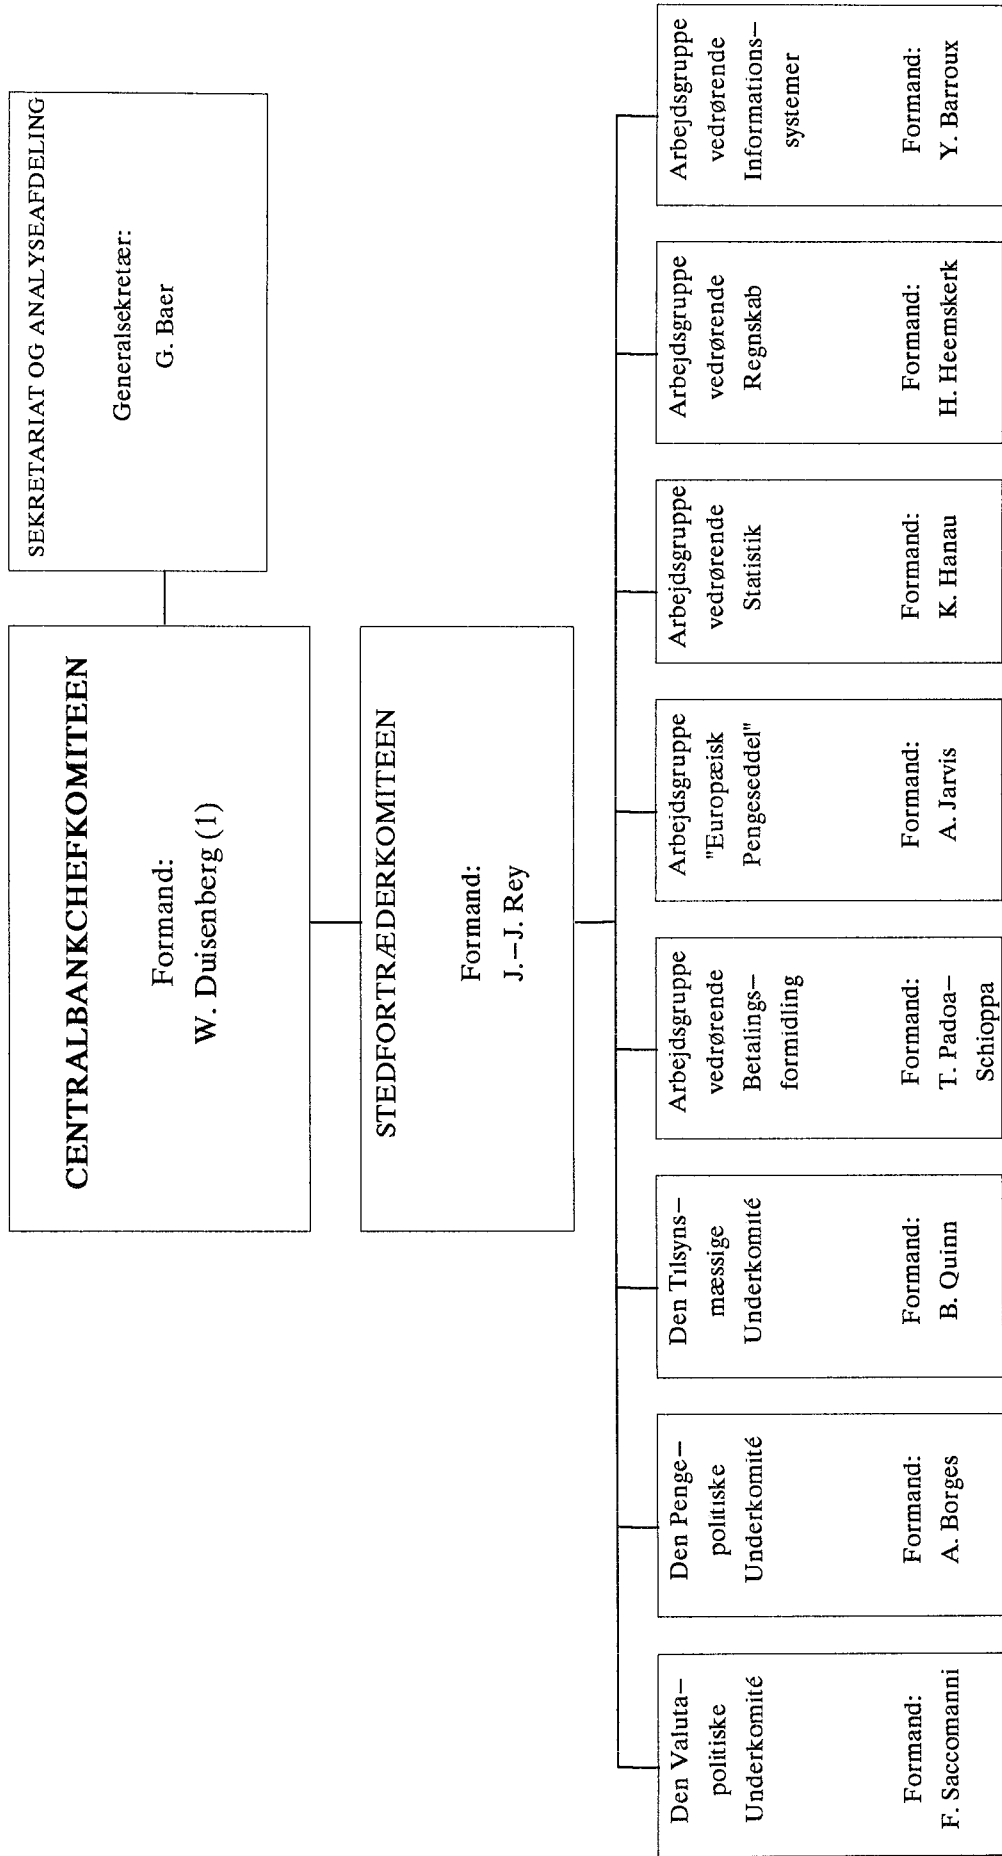 CENTRALBANKCHEFKOMITEEN
Formand:
W. Duisenberg (1)
SEKRETARIAT OG ANALYSEAFDELING
Generalsekretær:
G. Baer
STEDFORTRÆDERKOMITEEN
Formand:
J.–J. Rey
Den Valuta–
politiske
Underkomité
Formand:
F. Saccomanni
Den Penge–
politiske
Underkomité
Formand:
A. Borges
Den Tilsyns–
mæssige
Underkomité
Formand:
B. Quinn
Arbejdsgruppe
vedrørende
Betalings–
formidling
Formand:
T. Padoa–
Schioppa
Arbejdsgruppe
"Europæisk
Pengeseddel"
Formand:
A. Jarvis
Arbejdsgruppe
vedrørende
Statistik
Formand:
K. Hanau
Arbejdsgruppe
vedrørende
Regnskab
Formand:
H. Heemskerk
Arbejdsgruppe
vedrørende
Informations–
systemer
Formand:
Y. Barroux